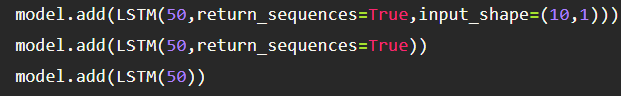 model.add(LSTM(50,return_sequences=True,input_shape=(10,1)))
model.add(LSTM(50,return_sequences=True))
model.add(LSTM(50))